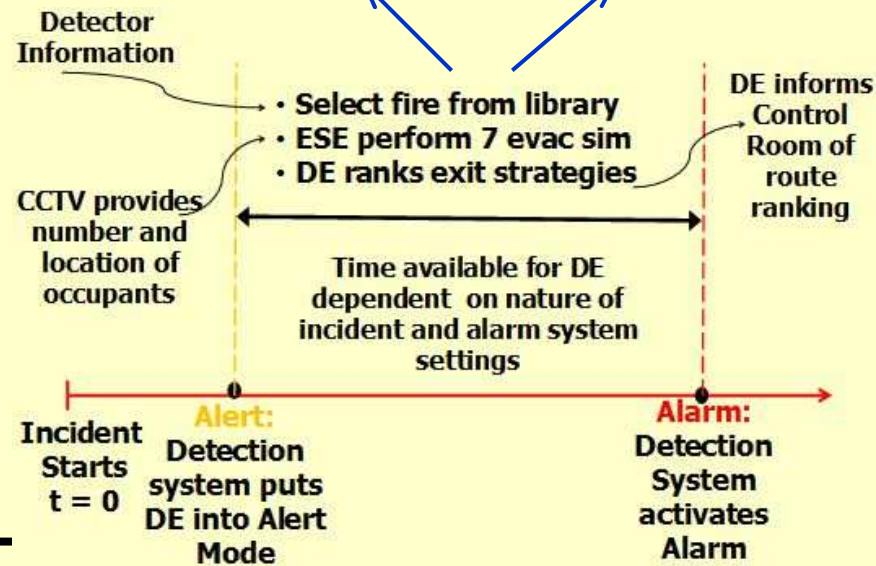 Detector
Information
• Select fire from library
• ESE perform 7 evac sim
• DE ranks exit strategies
DE informs
Control
Room of
route
ranking
CCTV provides
number and
location of
occupants
Time available for DE
dependent on nature of
incident and alarm system
settings
Incident
Starts
t = 0
Alert:
Detection
system puts
DE into Alert
Mode
Alarm:
Detection
System
activates
Alarm